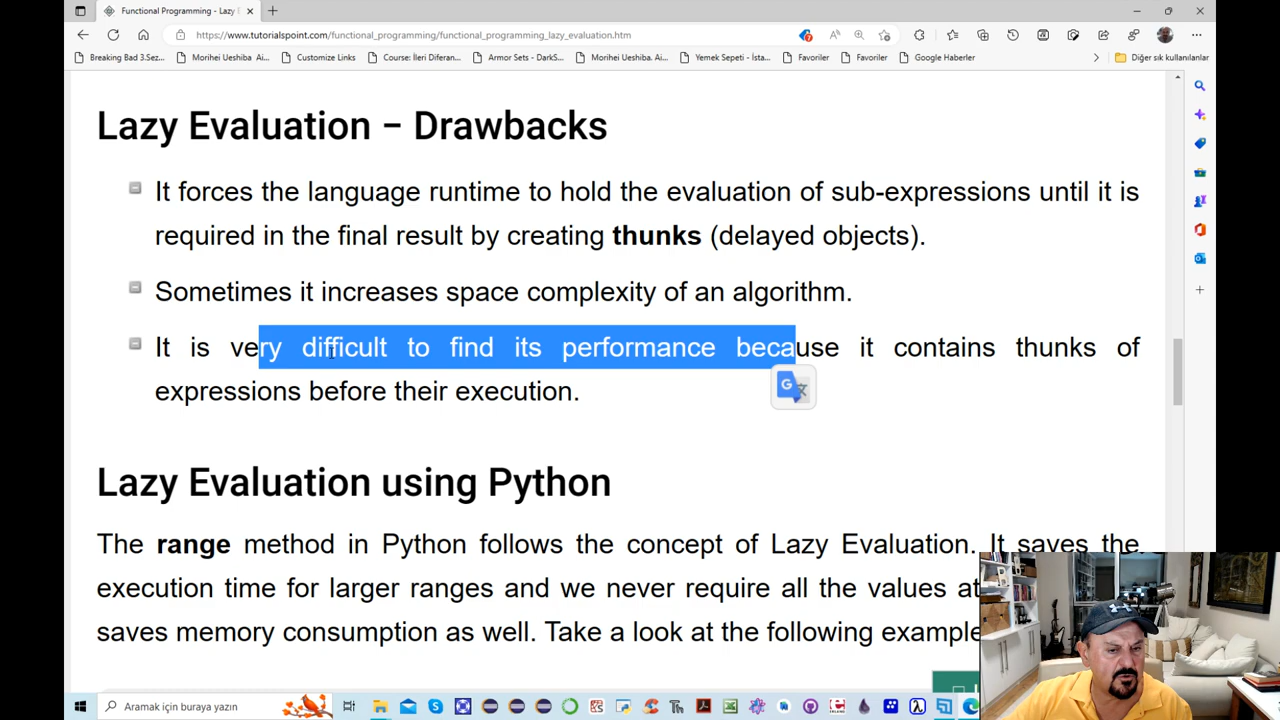 Functional Programming - Lazy E
https://www.tutorialspoint.com/functional_programming/functional_programming_lazy_evaluation.htm
Breaking Bad 3.Sez...
Morihei Ueshiba Ai...
Customize Links
Course: İleri Diferan...
Armor Sets - DarkS...
Morihei Ueshiba. Ai...
Yemek Sepeti - İsta...
Favoriler
Favoriler
Google Haberler
Diğer sık kullanılanlar
Lazy Evaluation − Drawbacks
It forces the language runtime to hold the evaluation of sub-expressions until it is
required in the final result by creating thunks (delayed objects).
Sometimes it increases space complexity of an algorithm.
It is very difficult to find its performance because it contains thunks of
expressions before their execution.
Lazy Evaluation using Python
The range method in Python follows the concept of Lazy Evaluation. It saves the
execution time for larger ranges and we never require all the values at
saves memory consumption as well. Take a look at the following example
Aramak için buraya yazın